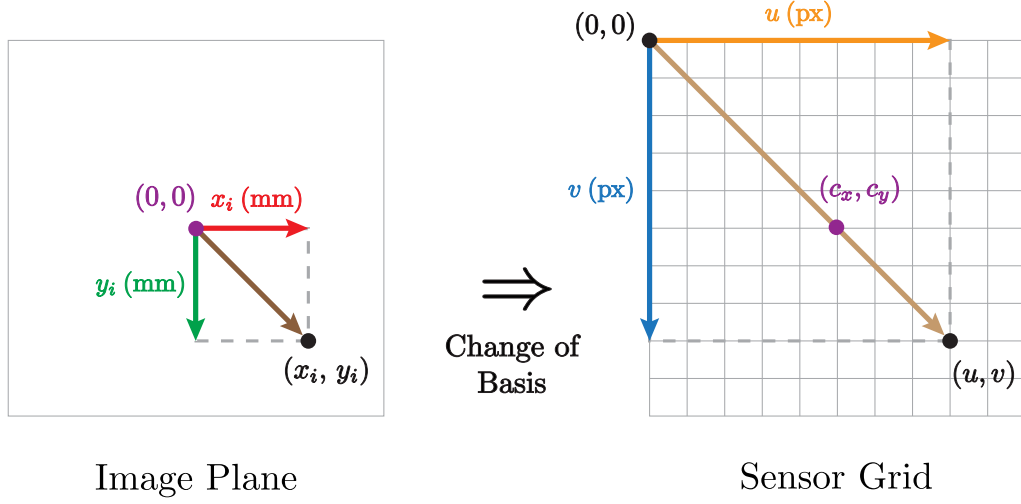 (0, 0)
u (px)
(0, 0)
x_i (mm)
v (px)
(c_x, c_y)
y_i (mm)
⇒
Change of
Basis
(x_i, y_i)
(u, v)
Image Plane
Sensor Grid